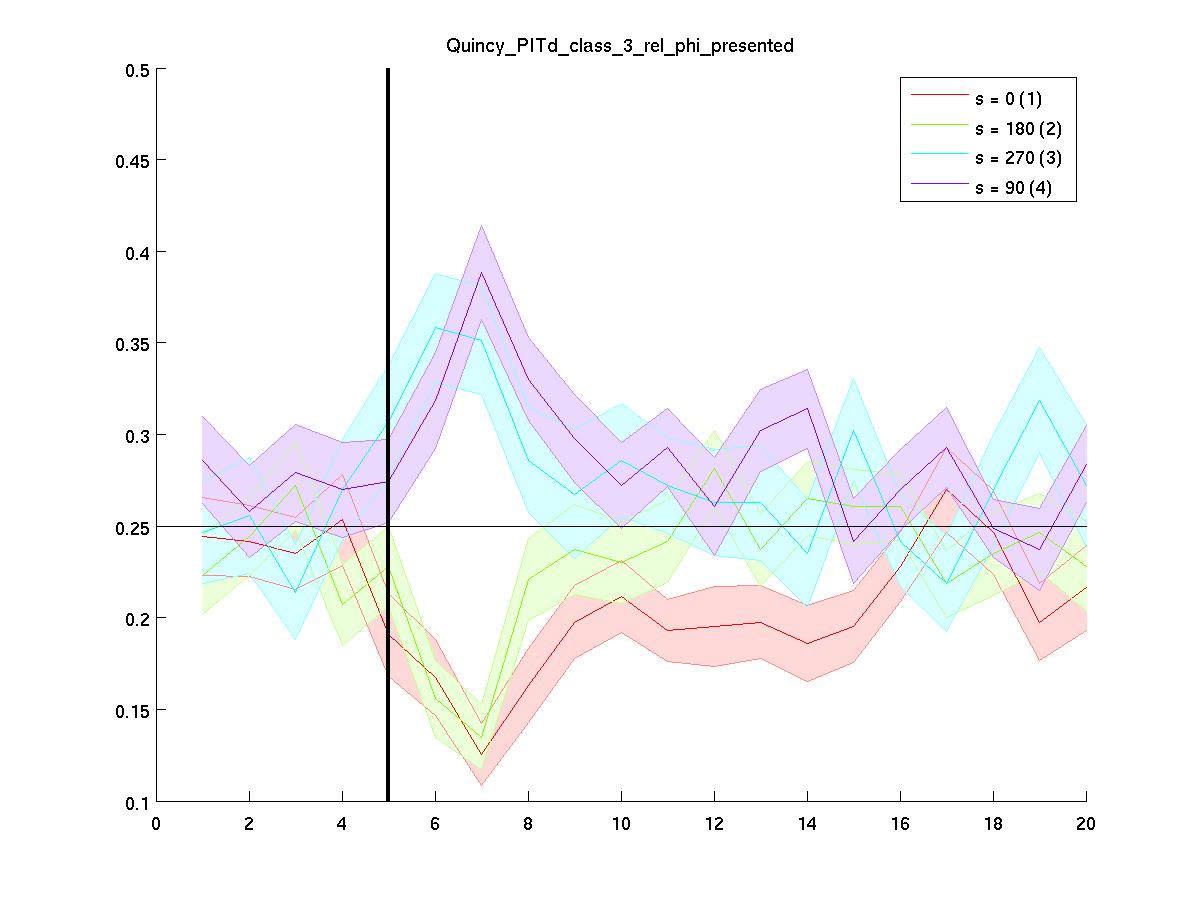 Quincy_PITd_class_3_rel_phi_presented
0.5
0.45
0.4
0.35
0.3
0.25
0.2
0.15
0.1
0 2 4 6 8 10 12 14 16 18 20
s = 0 (1)
s = 180 (2)
s = 270 (3)
s = 90 (4)